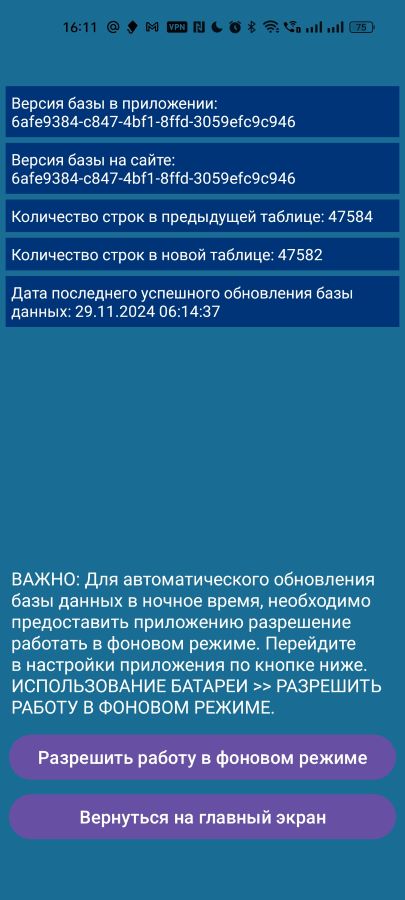 16:11 @ VPN 75
Версия базы в приложении:
6afe9384-c847-4bf1-8ffd-3059efc9c946
Версия базы на сайте:
6afe9384-c847-4bf1-8ffd-3059efc9c946
Количество строк в предыдущей таблице: 47584
Количество строк в новой таблице: 47582
Дата последнего успешного обновления базы
данных: 29.11.2024 06:14:37
ВАЖНО: Для автоматического обновления
базы данных в ночное время, необходимо
предоставить приложению разрешение
работать в фоновом режиме. Перейдите
в настройки приложения по кнопке ниже.
ИСПОЛЬЗОВАНИЕ БАТАРЕИ >> РАЗРЕШИТЬ
РАБОТУ В ФОНОВОМ РЕЖИМЕ.
Разрешить работу в фоновом режиме
Вернуться на главный экран